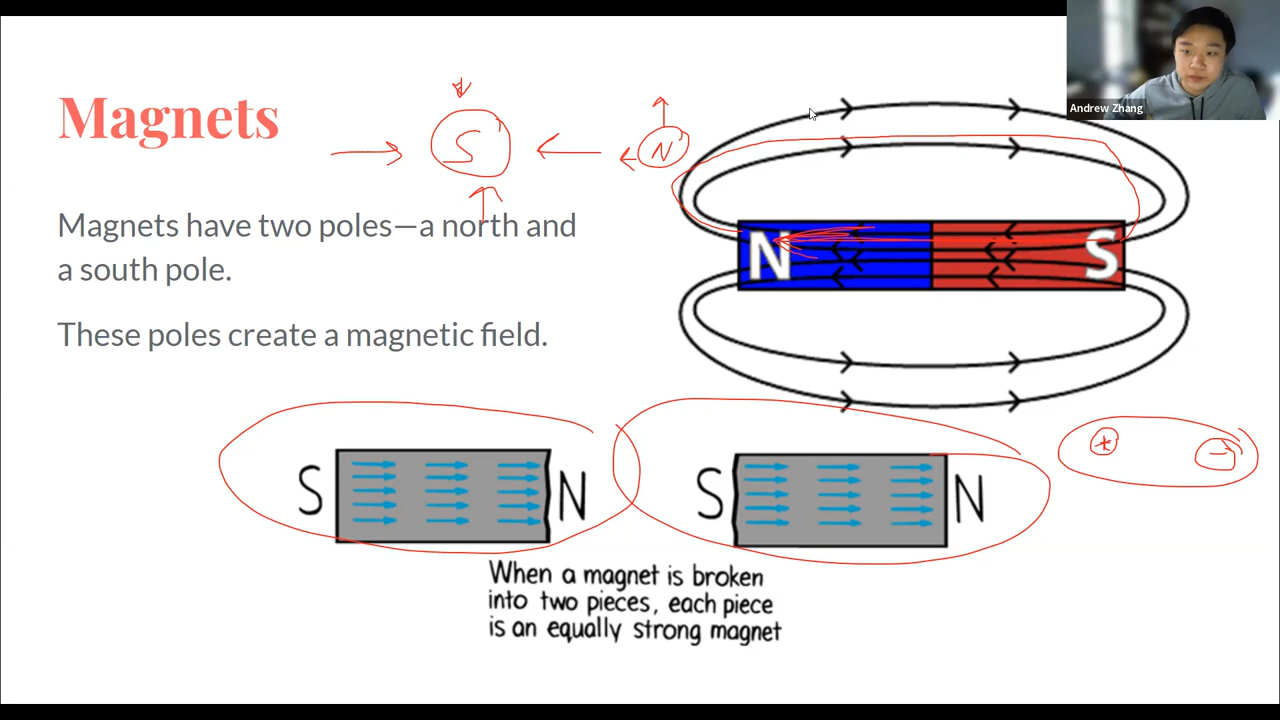 Andrew Zhang
Magnets
S
N
Magnets have two poles—a north and
a south pole.
These poles create a magnetic field.
N
S
S
N
S
N
+
-
When a magnet is broken
into two pieces, each piece
is an equally strong magnet